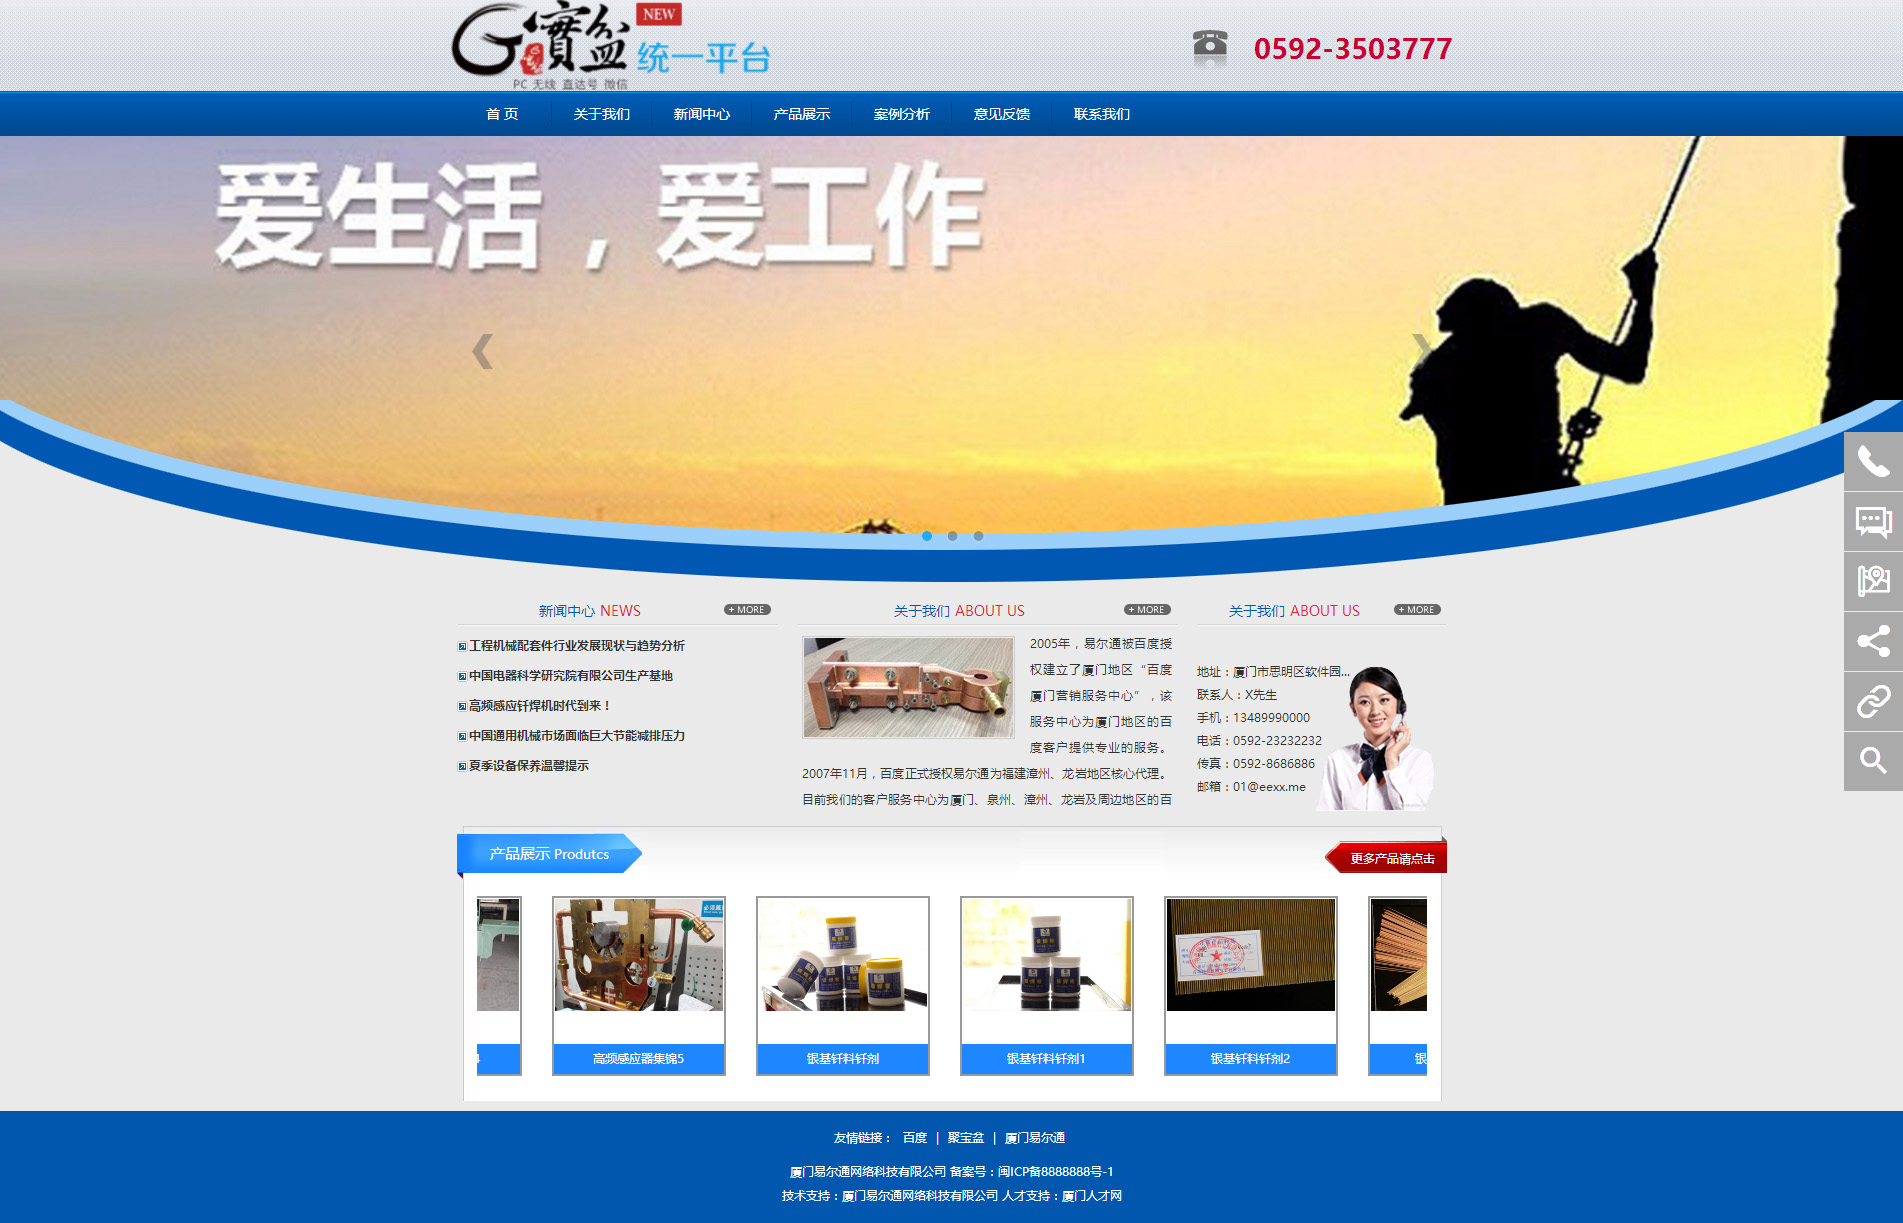 實盆
NEW
统一平台
PC 无线 直达号 微信
0592-3503777
首 页
关于我们
新闻中心
产品展示
案例分析
意见反馈
联系我们
爱生活，爱工作
新闻中心 NEWS
+ MORE
工程机械配套件行业发展现状与趋势分析
中国电器科学研究院有限公司生产基地
高频感应钎焊机时代到来！
中国通用机械市场面临巨大节能减排压力
夏季设备保养温馨提示
关于我们 ABOUT US
+ MORE
2005年，易尔通被百度授
权建立了厦门地区“百度
厦门营销服务中心”，该
服务中心为厦门地区的百
度客户提供专业的服务。
2007年11月，百度正式授权易尔通为福建漳州、龙岩地区核心代理。
目前我们的客户服务中心为厦门、泉州、漳州、龙岩及周边地区的百
关于我们 ABOUT US
+ MORE
地址：厦门市思明区软件园...
联系人：X先生
手机：13489990000
电话：0592-23232232
传真：0592-8686886
邮箱：01@eexx.me
产品展示 Produtcs
更多产品请点击
4
高频感应器集锦5
银基钎料钎剂
银基钎料钎剂1
银基钎料钎剂2
银
友情链接： 百度 | 聚宝盆 | 厦门易尔通
厦门易尔通网络科技有限公司 备案号：闽ICP备8888888号-1
技术支持：厦门易尔通网络科技有限公司 人才支持：厦门人才网